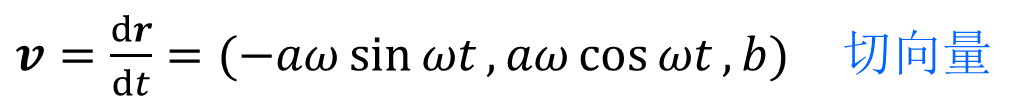 v = dr/dt = (−aω sin ωt , aω cos ωt , b) 切向量